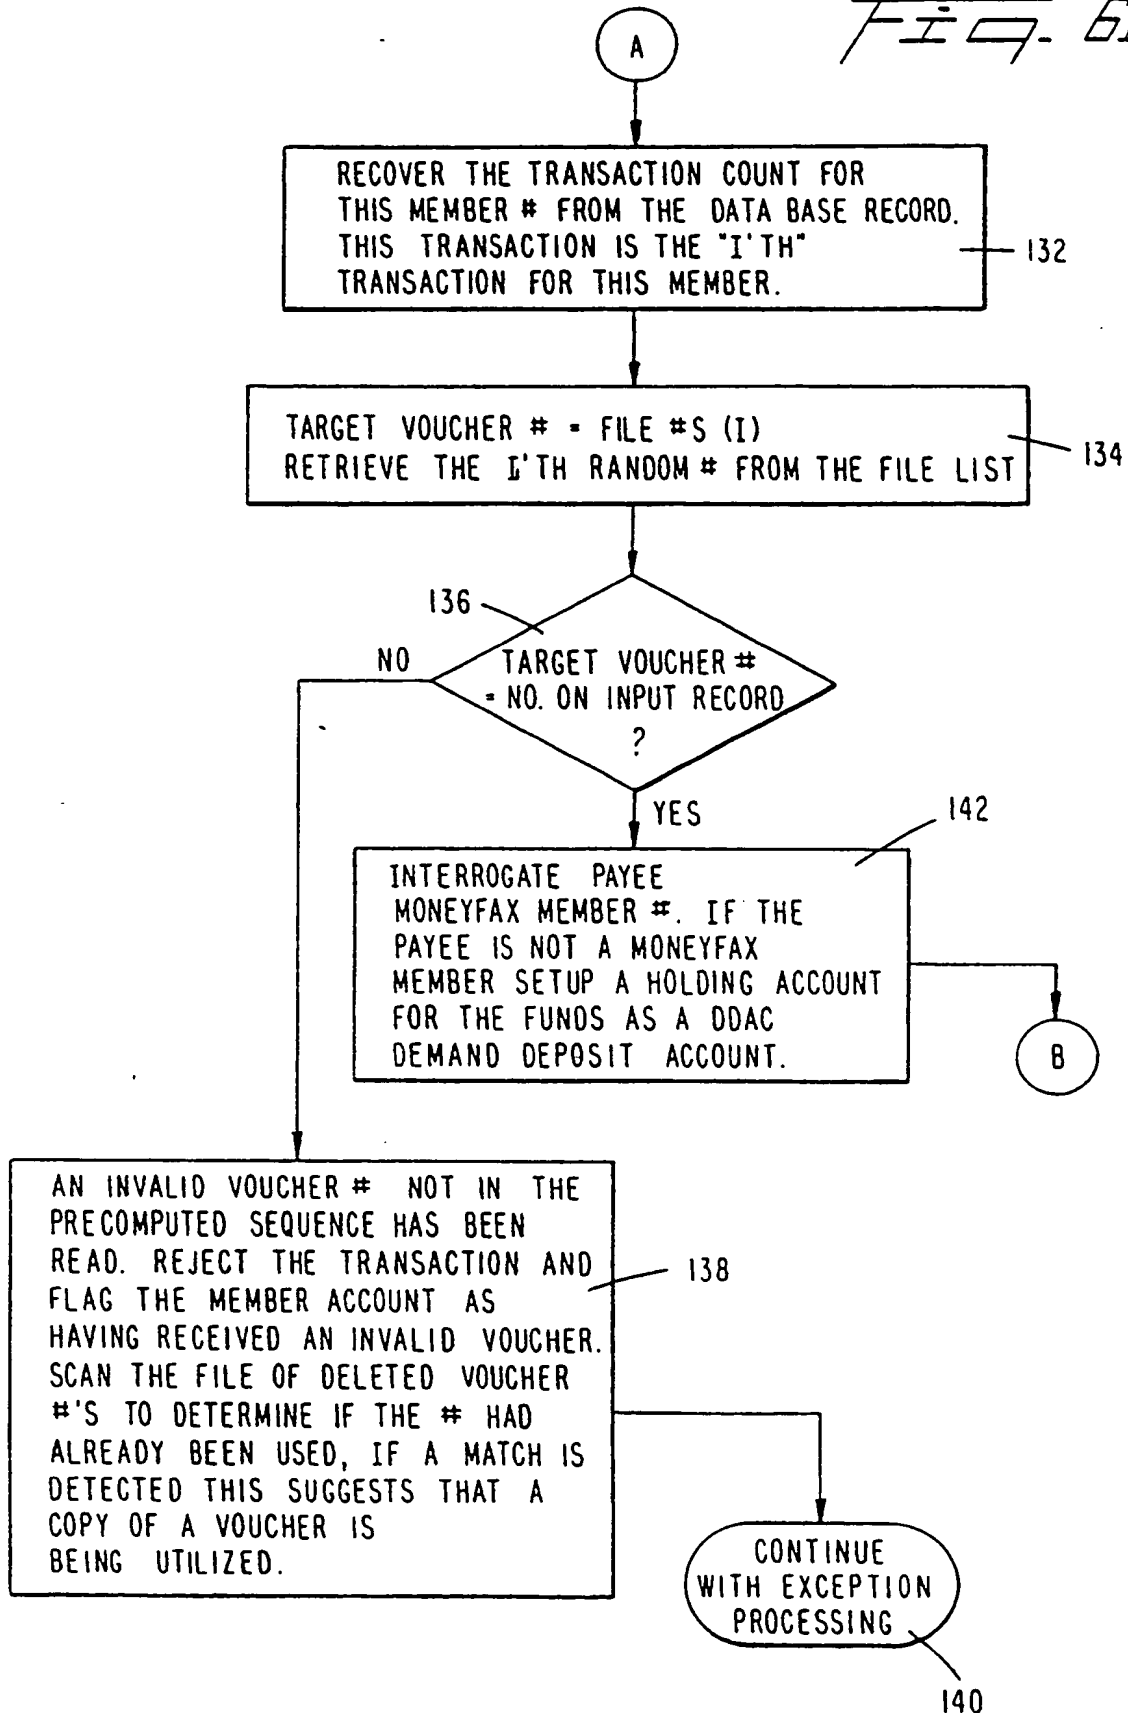 Fig. 6
A
RECOVER THE TRANSACTION COUNT FOR
THIS MEMBER # FROM THE DATA BASE RECORD.
THIS TRANSACTION IS THE "I'TH"
TRANSACTION FOR THIS MEMBER.
132
TARGET VOUCHER # = FILE #S (I)
RETRIEVE THE I'TH RANDOM # FROM THE FILE LIST
134
136
NO
TARGET VOUCHER #
= NO. ON INPUT RECORD
?
YES
142
INTERROGATE PAYEE
MONEYFAX MEMBER #. IF THE
PAYEE IS NOT A MONEYFAX
MEMBER SETUP A HOLDING ACCOUNT
FOR THE FUNDS AS A DDAC
DEMAND DEPOSIT ACCOUNT.
B
AN INVALID VOUCHER # NOT IN THE
PRECOMPUTED SEQUENCE HAS BEEN
READ. REJECT THE TRANSACTION AND
FLAG THE MEMBER ACCOUNT AS
HAVING RECEIVED AN INVALID VOUCHER.
SCAN THE FILE OF DELETED VOUCHER
#'S TO DETERMINE IF THE # HAD
ALREADY BEEN USED, IF A MATCH IS
DETECTED THIS SUGGESTS THAT A
COPY OF A VOUCHER IS
BEING UTILIZED.
138
CONTINUE
WITH EXCEPTION
PROCESSING
140